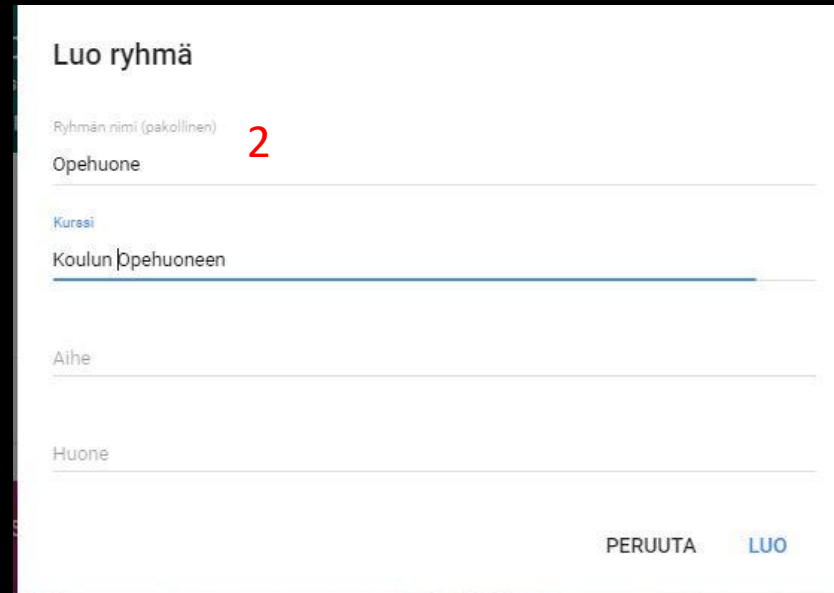 Luo ryhmä
Ryhmän nimi (pakollinen)
2
Opehuone
Kurssi
Koulun Opehuoneen
Aihe
Huone
PERUUTA LUO